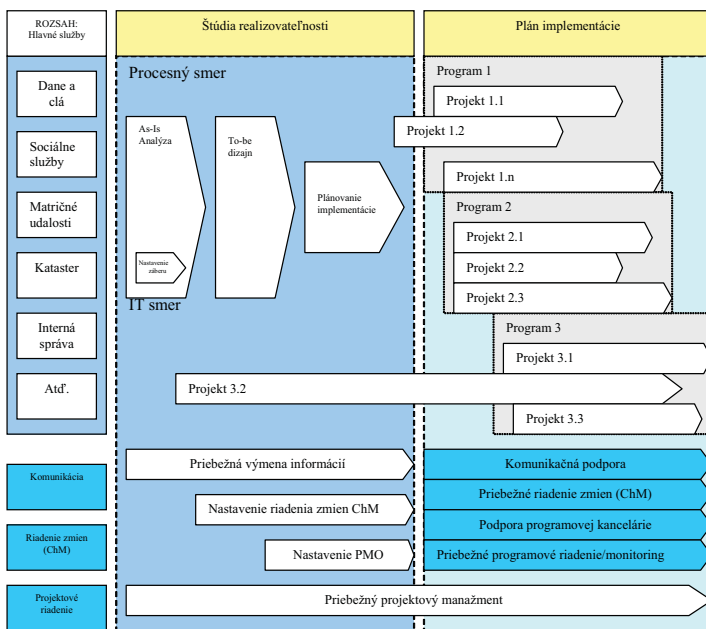 ROZSAH:
Hlavné služby
Štúdia realizovateľnosti
Plán implementácie
Dane a
clá
Sociálne
služby
Matričné
udalosti
Kataster
Interná
správa
Atď.
Procesný smer
As-Is
Analýza
Nastavenie
záberu
To-be
dizajn
Plánovanie
implementácie
IT smer
Program 1
Projekt 1.1
Projekt 1.2
Projekt 1.n
Program 2
Projekt 2.1
Projekt 2.2
Projekt 2.3
Program 3
Projekt 3.1
Projekt 3.2
Projekt 3.3
Komunikácia
Priebežná výmena informácií
Komunikačná podpora
Priebežné riadenie zmien (ChM)
Nastavenie riadenia zmien ChM
Podpora programovej kancelárie
Riadenie zmien
(ChM)
Nastavenie PMO
Priebežné programové riadenie/monitoring
Projektové
riadenie
Priebežný projektový manažment